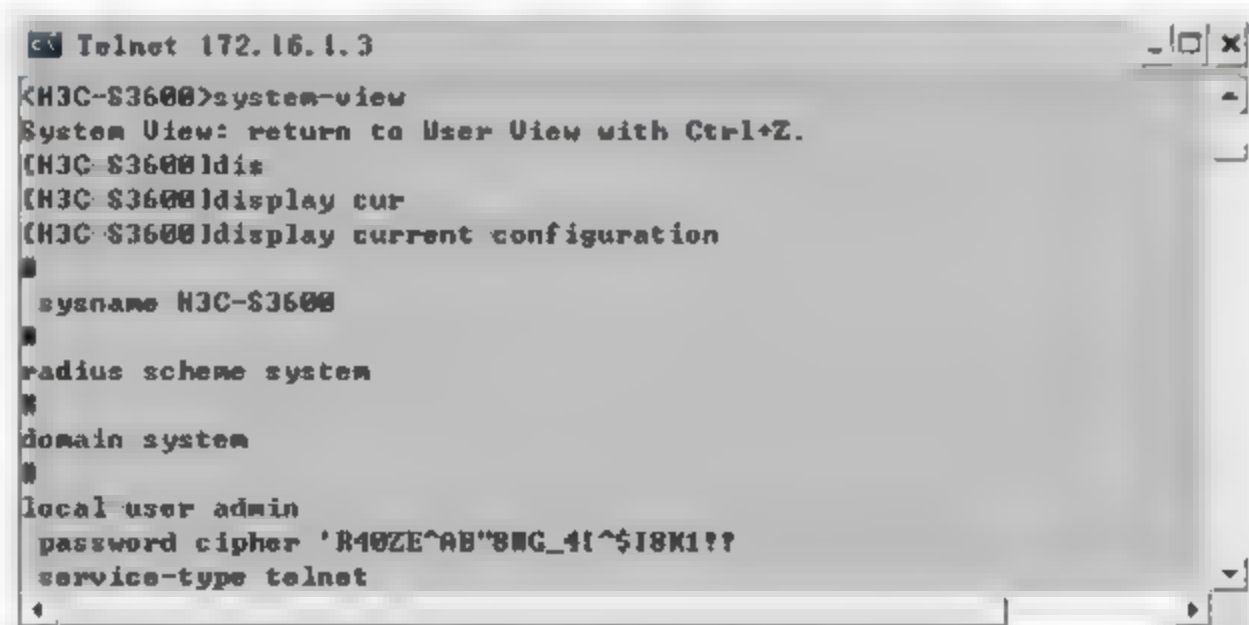 Telnet 172.16.1.3
<H3C-S3600>system-view
System View: return to User View with Ctrl+Z.
[H3C-S3600]dis
[H3C-S3600]display cur
[H3C-S3600]display current configuration
#
sysname H3C-S3600
#
radius scheme system
#
domain system
#
local user admin
password cipher
service-type telnet